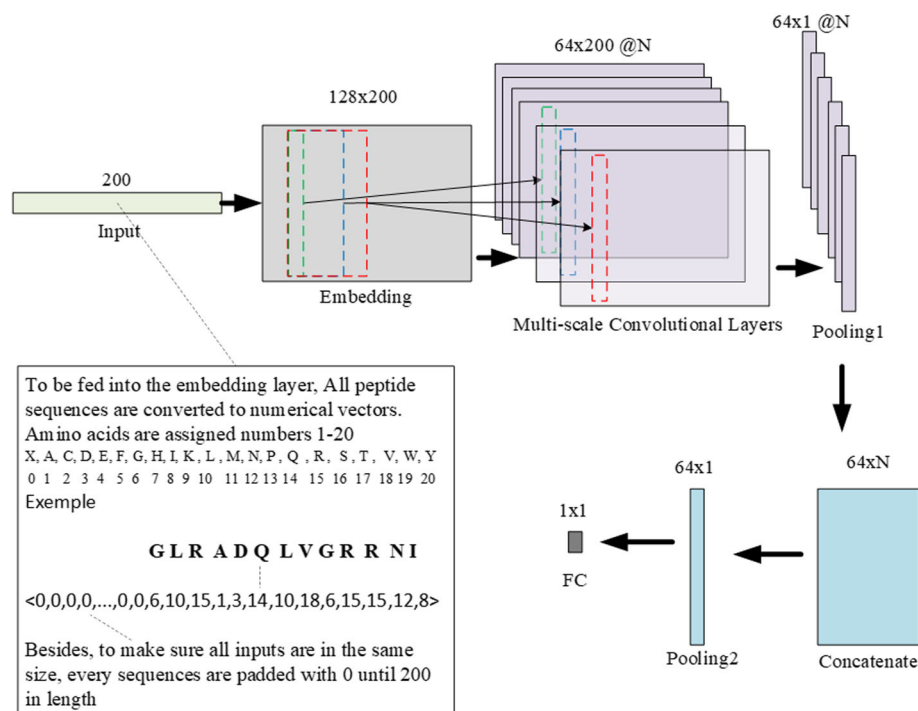 64x200 @N
64x1 @N
128x200
200
Input
Embedding
Multi-scale Convolutional Layers
Pooling1
To be fed into the embedding layer, All peptide
sequences are converted to numerical vectors.
Amino acids are assigned numbers 1-20
X, A, C, D, E, F, G, H, I, K, L, M, N, P, Q , R , S , T , V, W, Y
0 1 2 3 4 5 6 7 8 9 10 11 12 13 14 15 16 17 18 19 20
Exemple
G L R A D Q L V G R R N I
<0,0,0,0,...,0,0,6,10,15,1,3,14,10,18,6,15,15,12,8>
Besides, to make sure all inputs are in the same
size, every sequences are padded with 0 until 200
in length
64xN
64x1
1x1
FC
Pooling2
Concatenate